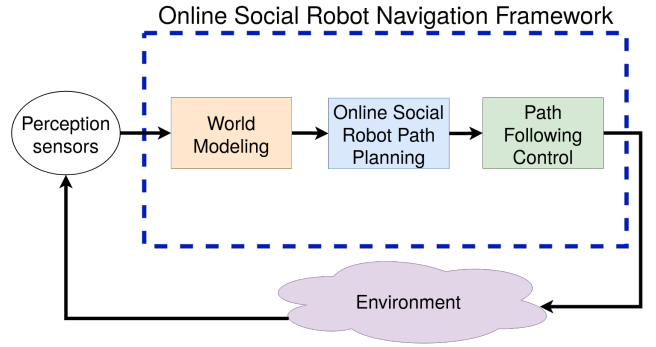 Online Social Robot Navigation Framework
Perception
sensors
World
Modeling
Online Social
Robot Path
Planning
Path
Following
Control
Environment